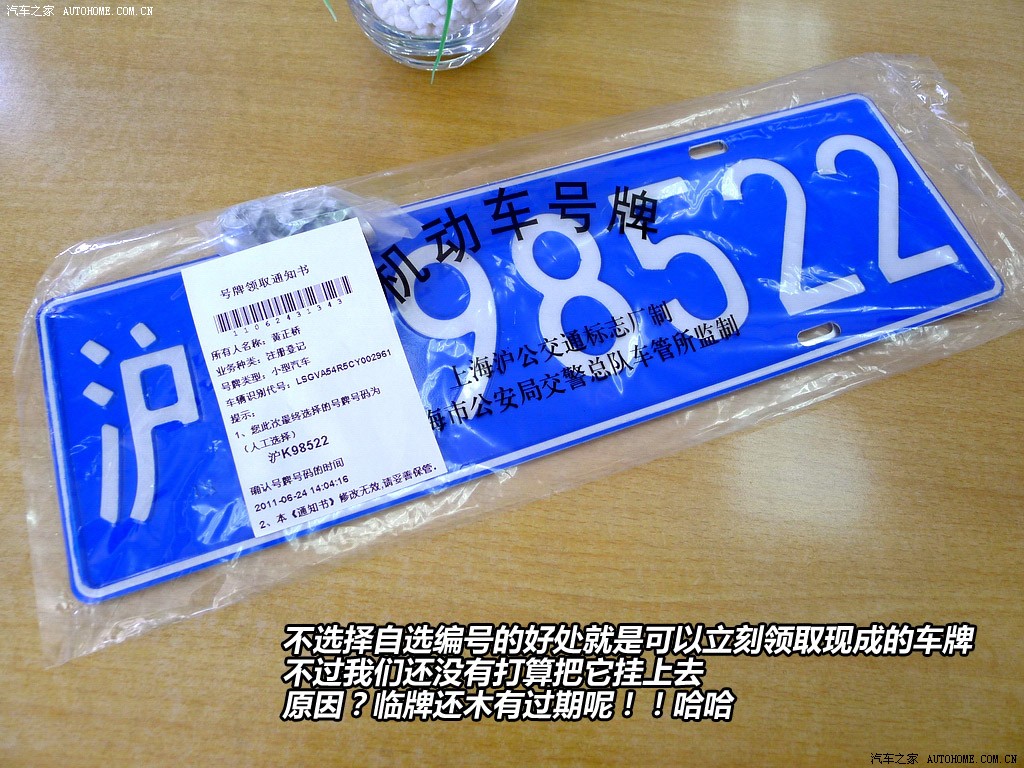 汽车之家 AUTOHOME.COM.CN
机动车号牌
沪 98522
上海沪公交通标志厂制
海市公安局交警总队车管所监制
号牌领取通知书
11062431343
所有人名称：黄正桥
业务种类：注册登记
号牌类型：小型汽车
车辆识别代号：LSGVA54R5CY002961
提示：
1、您此次最终选择的号牌号码为
（人工选择）
沪K98522
确认号牌号码的时间
2011-06-24 14:04:16
2、本《通知书》修改无效,请妥善保管。
不选择自选编号的好处就是可以立刻领取现成的车牌
不过我们还没有打算把它挂上去
原因？临牌还木有过期呢！！哈哈
汽车之家 AUTOHOME.COM.CN